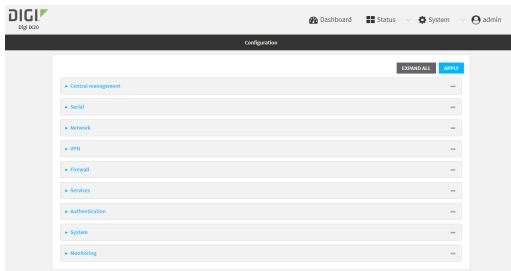 DIGI
Digi IX20
Dashboard Status System admin
Configuration
EXPAND ALL APPLY
Central management
Serial
Network
VPN
Firewall
Services
Authentication
System
Monitoring